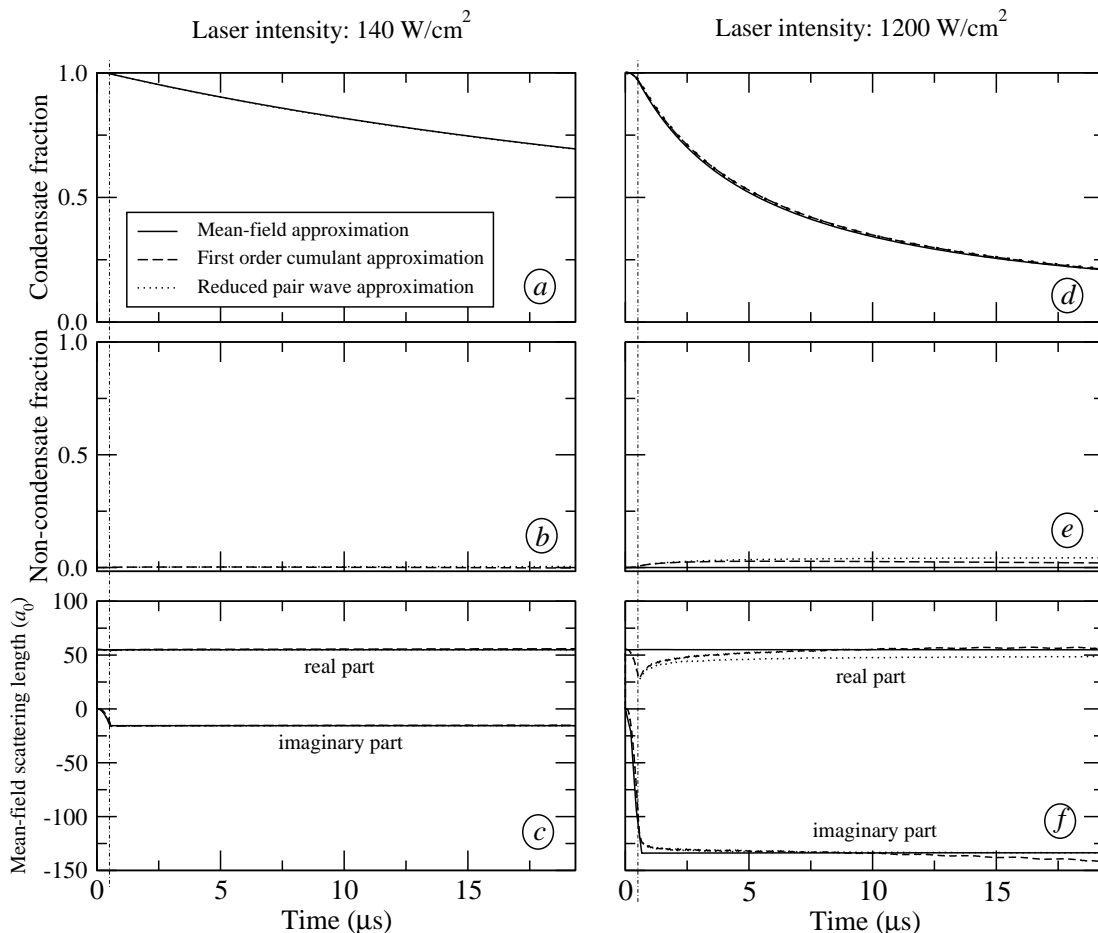 Laser intensity: 140 W/cm²
Laser intensity: 1200 W/cm²
Condensate fraction
1.0
0.5
0.0
Mean-field approximation
First order cumulant approximation
Reduced pair wave approximation
a
d
Non-condensate fraction
1.0
0.5
0.0
b
e
Mean-field scattering length (a₀)
100
50
0
-50
-100
-150
real part
imaginary part
c
real part
imaginary part
f
0 5 10 15
Time (μs)
0 5 10 15
Time (μs)